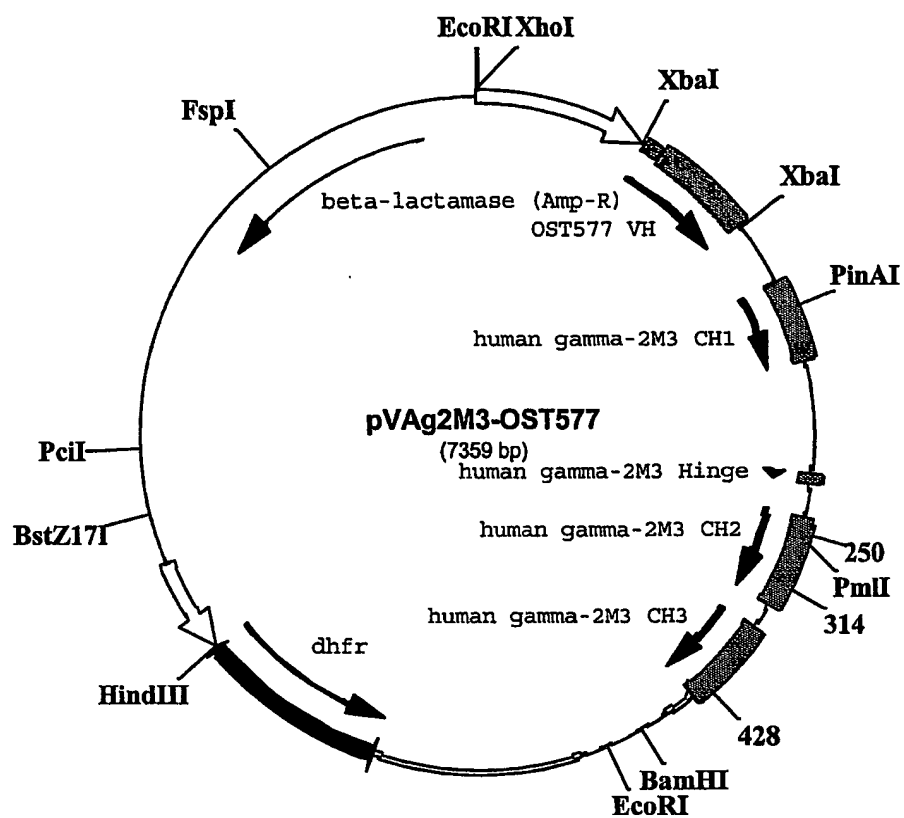 EcoRI XhoI
XbaI
FspI
XbaI
beta-lactamase (Amp-R)
OST577 VH
PinAI
human gamma-2M3 CH1
pVAg2M3-OST577
(7359 bp)
PciI
human gamma-2M3 Hinge
BstZ17I
human gamma-2M3 CH2
250
PmlI
human gamma-2M3 CH3
314
dhfr
HindIII
428
BamHI
EcoRI